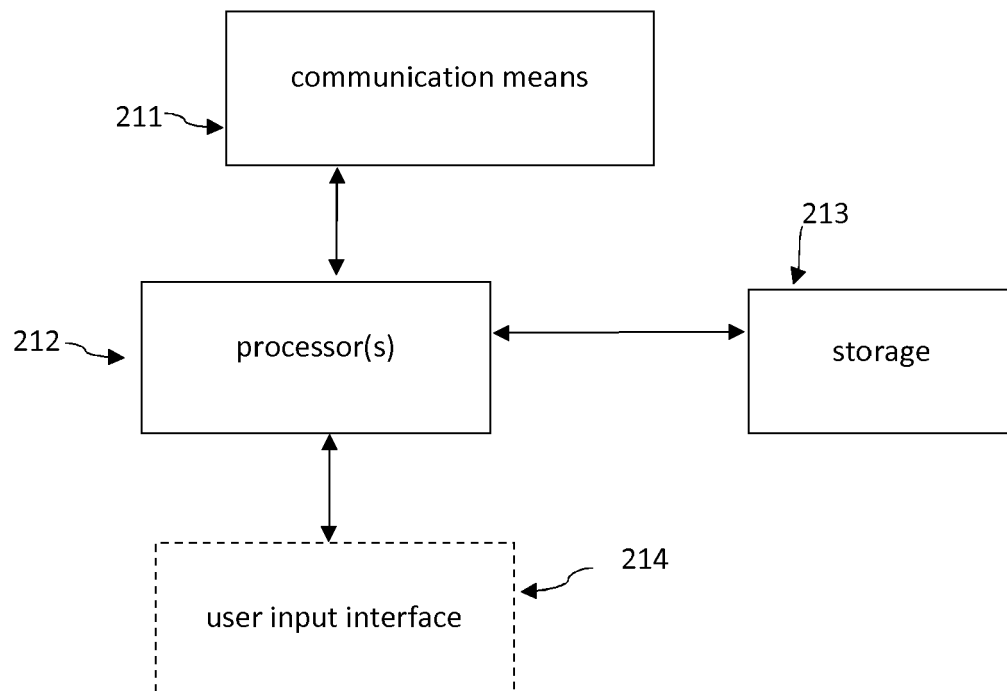 communication means
211
213
212
processor(s)
storage
214
user input interface